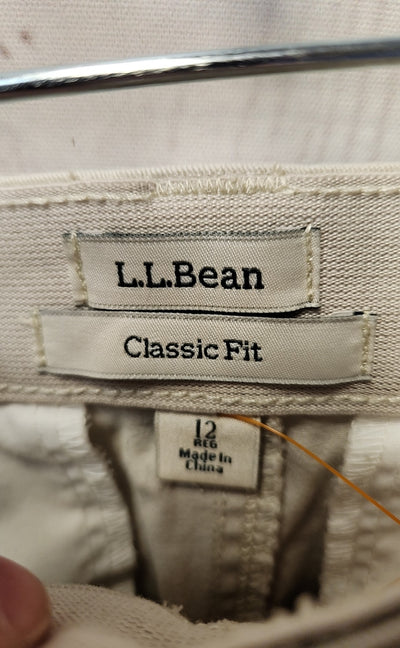 L.L.Bean
Classic Fit
12
REG
Made In
China